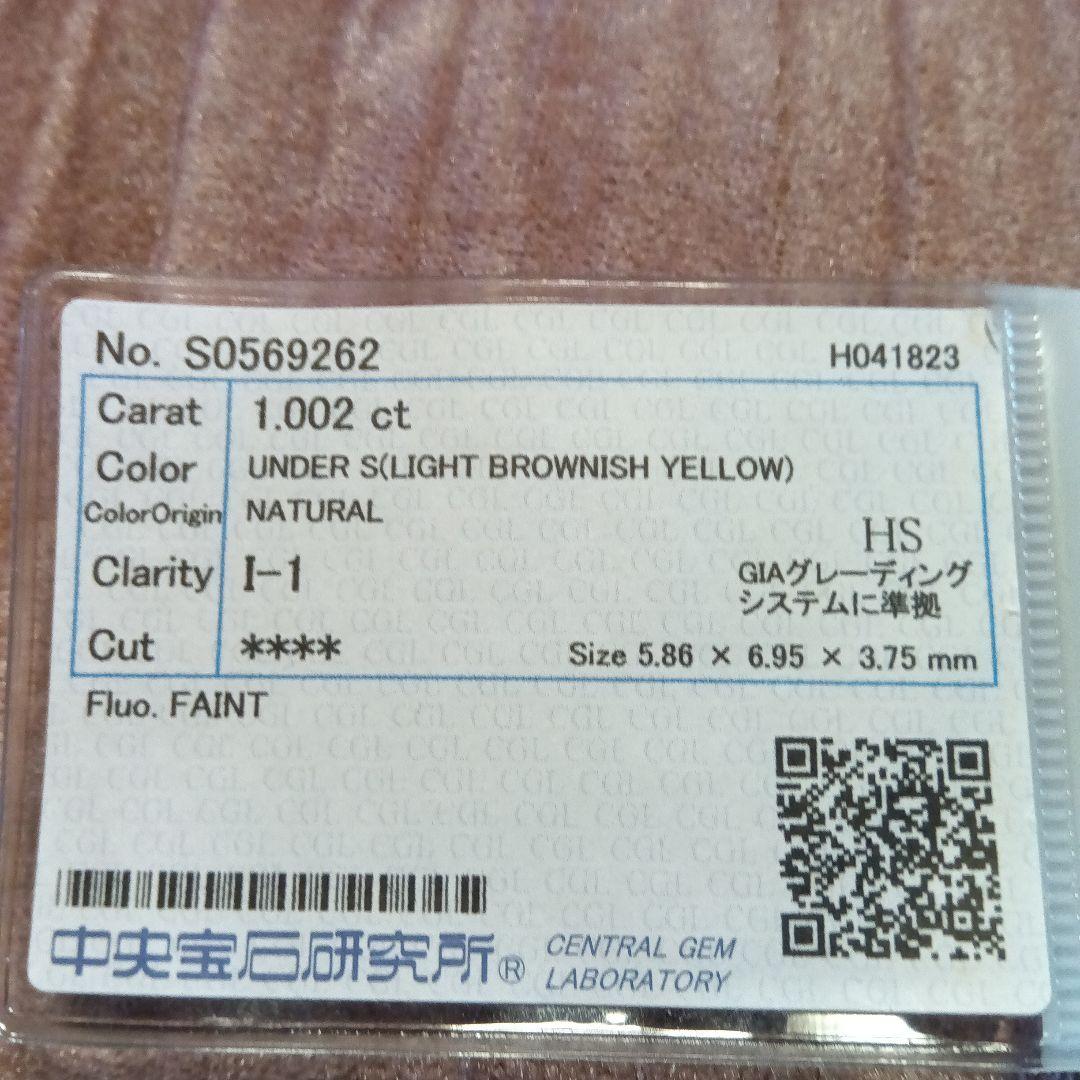 No. S0569262
H041823
Carat 1.002 ct
Color UNDER S(LIGHT BROWNISH YELLOW)
ColorOrigin NATURAL
HS
Clarity I-1
GIAグレーディング
システムに準拠
Cut ****
Size 5.86 × 6.95 × 3.75 mm
Fluo. FAINT
中央宝石研究所®
CENTRAL GEM
LABORATORY